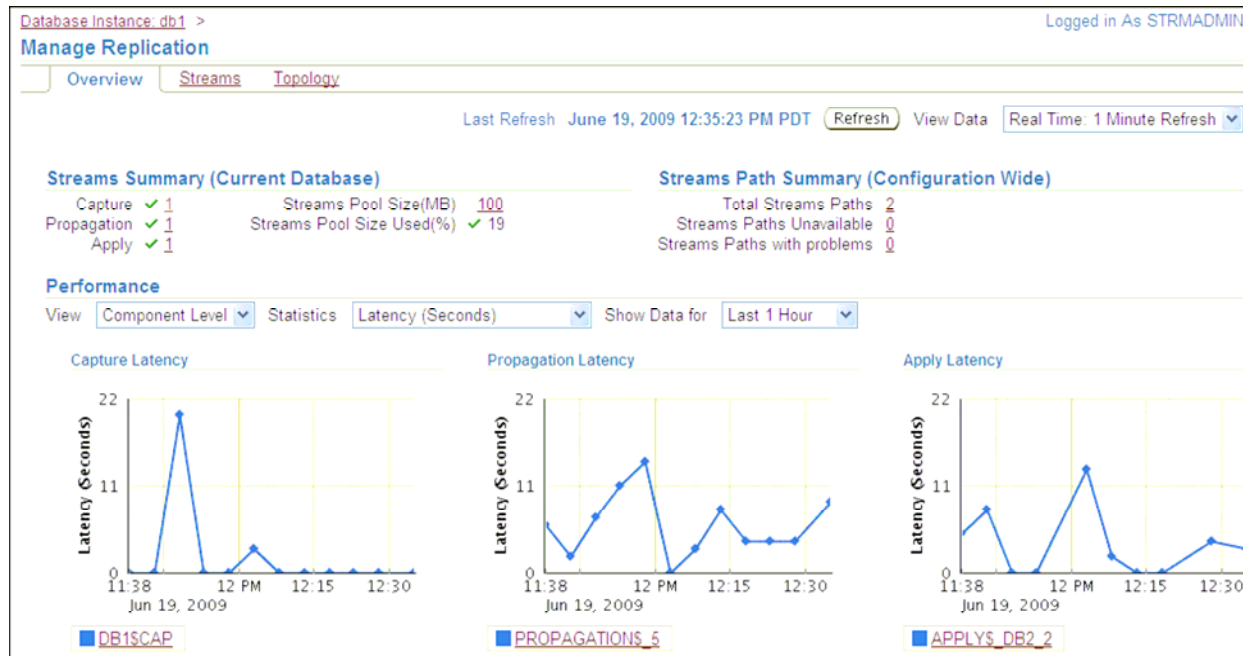 Database Instance: db1 >
Logged in As STRMADMIN
Manage Replication
Overview Streams Topology
Last Refresh June 19, 2009 12:35:23 PM PDT Refresh View Data Real Time: 1 Minute Refresh
Streams Summary (Current Database)
Capture 1
Propagation 1
Apply 1
Streams Pool Size(MB) 100
Streams Pool Size Used(%) 19
Streams Path Summary (Configuration Wide)
Total Streams Paths 2
Streams Paths Unavailable 0
Streams Paths with problems 0
Performance
View Component Level Statistics Latency (Seconds) Show Data for Last 1 Hour
Capture Latency
Latency (Seconds)
22
11
0
11:38 12 PM 12:15 12:30
Jun 19, 2009
DB1$CAP
Propagation Latency
Latency (Seconds)
22
11
0
11:38 12 PM 12:15 12:30
Jun 19, 2009
PROPAGATION$_5
Apply Latency
Latency (Seconds)
22
11
0
11:38 12 PM 12:15 12:30
Jun 19, 2009
APPLY$_DB2_2